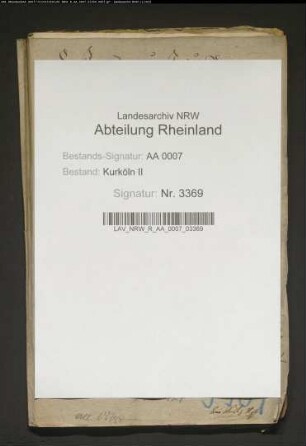 Landesarchiv NRW
Abteilung Rheinland
Bestands-Signatur: AA 0007
Bestand: Kurköln II
Signatur: Nr. 3369
LAV_NRW_R_AA_0007_03369